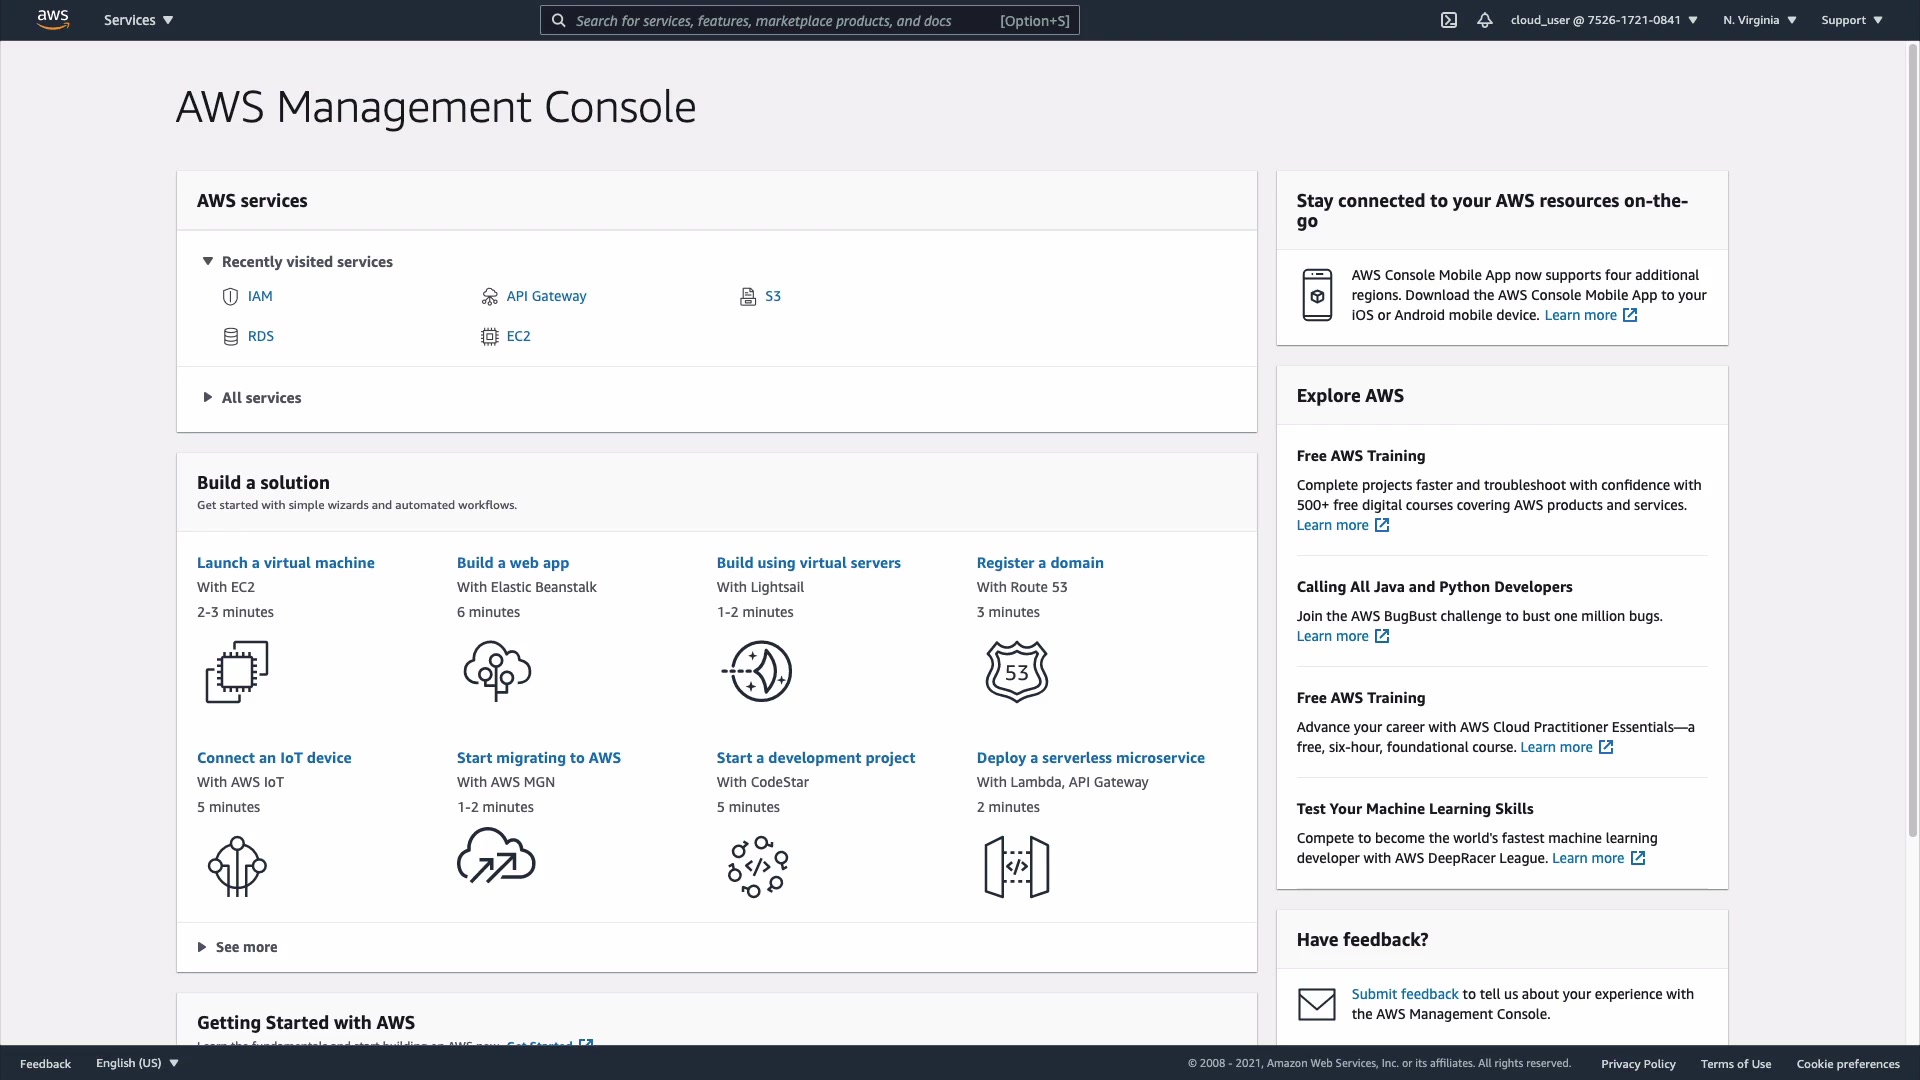 aws
Services
Search for services, features, marketplace products, and docs
[Option+S]
cloud_user @ 7526-1721-0841
N. Virginia
Support
AWS Management Console
AWS services
Recently visited services
IAM
API Gateway
S3
RDS
EC2
All services
Build a solution
Get started with simple wizards and automated workflows.
Launch a virtual machine
With EC2
2-3 minutes
Build a web app
With Elastic Beanstalk
6 minutes
Build using virtual servers
With Lightsail
1-2 minutes
Register a domain
With Route 53
3 minutes
53
Connect an IoT device
With AWS IoT
5 minutes
Start migrating to AWS
With AWS MGN
1-2 minutes
Start a development project
With CodeStar
5 minutes
</>
Deploy a serverless microservice
With Lambda, API Gateway
2 minutes
</>
See more
Getting Started with AWS
Learn the fundamentals and start building on AWS now. Get Started
Stay connected to your AWS resources on-the-
go
AWS Console Mobile App now supports four additional
regions. Download the AWS Console Mobile App to your
iOS or Android mobile device. Learn more
Explore AWS
Free AWS Training
Complete projects faster and troubleshoot with confidence with
500+ free digital courses covering AWS products and services.
Learn more
Calling All Java and Python Developers
Join the AWS BugBust challenge to bust one million bugs.
Learn more
Free AWS Training
Advance your career with AWS Cloud Practitioner Essentials—a
free, six-hour, foundational course. Learn more
Test Your Machine Learning Skills
Compete to become the world's fastest machine learning
developer with AWS DeepRacer League. Learn more
Have feedback?
Submit feedback to tell us about your experience with
the AWS Management Console.
Feedback
English (US)
© 2008 - 2021, Amazon Web Services, Inc. or its affiliates. All rights reserved.
Privacy Policy
Terms of Use
Cookie preferences